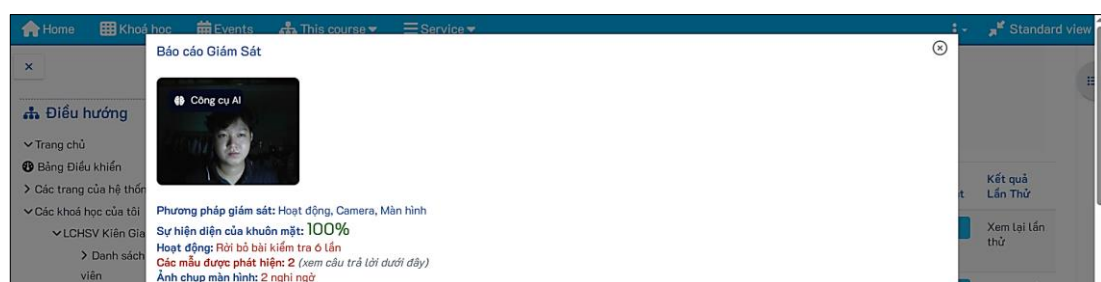 Home Khoá học Events This course Service Standard view
Báo cáo Giám Sát
Công cụ AI
Điều hướng
Trang chủ
Bảng Điều khiển
Các trang của hệ thốn
Các khoá học của tôi
LCHSV Kiên Gia
Danh sách
viên
Phương pháp giám sát: Hoạt động, Camera, Màn hình
Sự hiện diện của khuôn mặt: 100%
Hoạt động: Rời bỏ bài kiểm tra 6 lần
Các mẫu được phát hiện: 2 (xem câu trả lời dưới đây)
Ảnh chụp màn hình: 2 nghi ngờ
Kết quả
Lần Thử
Xem lại lần
thử